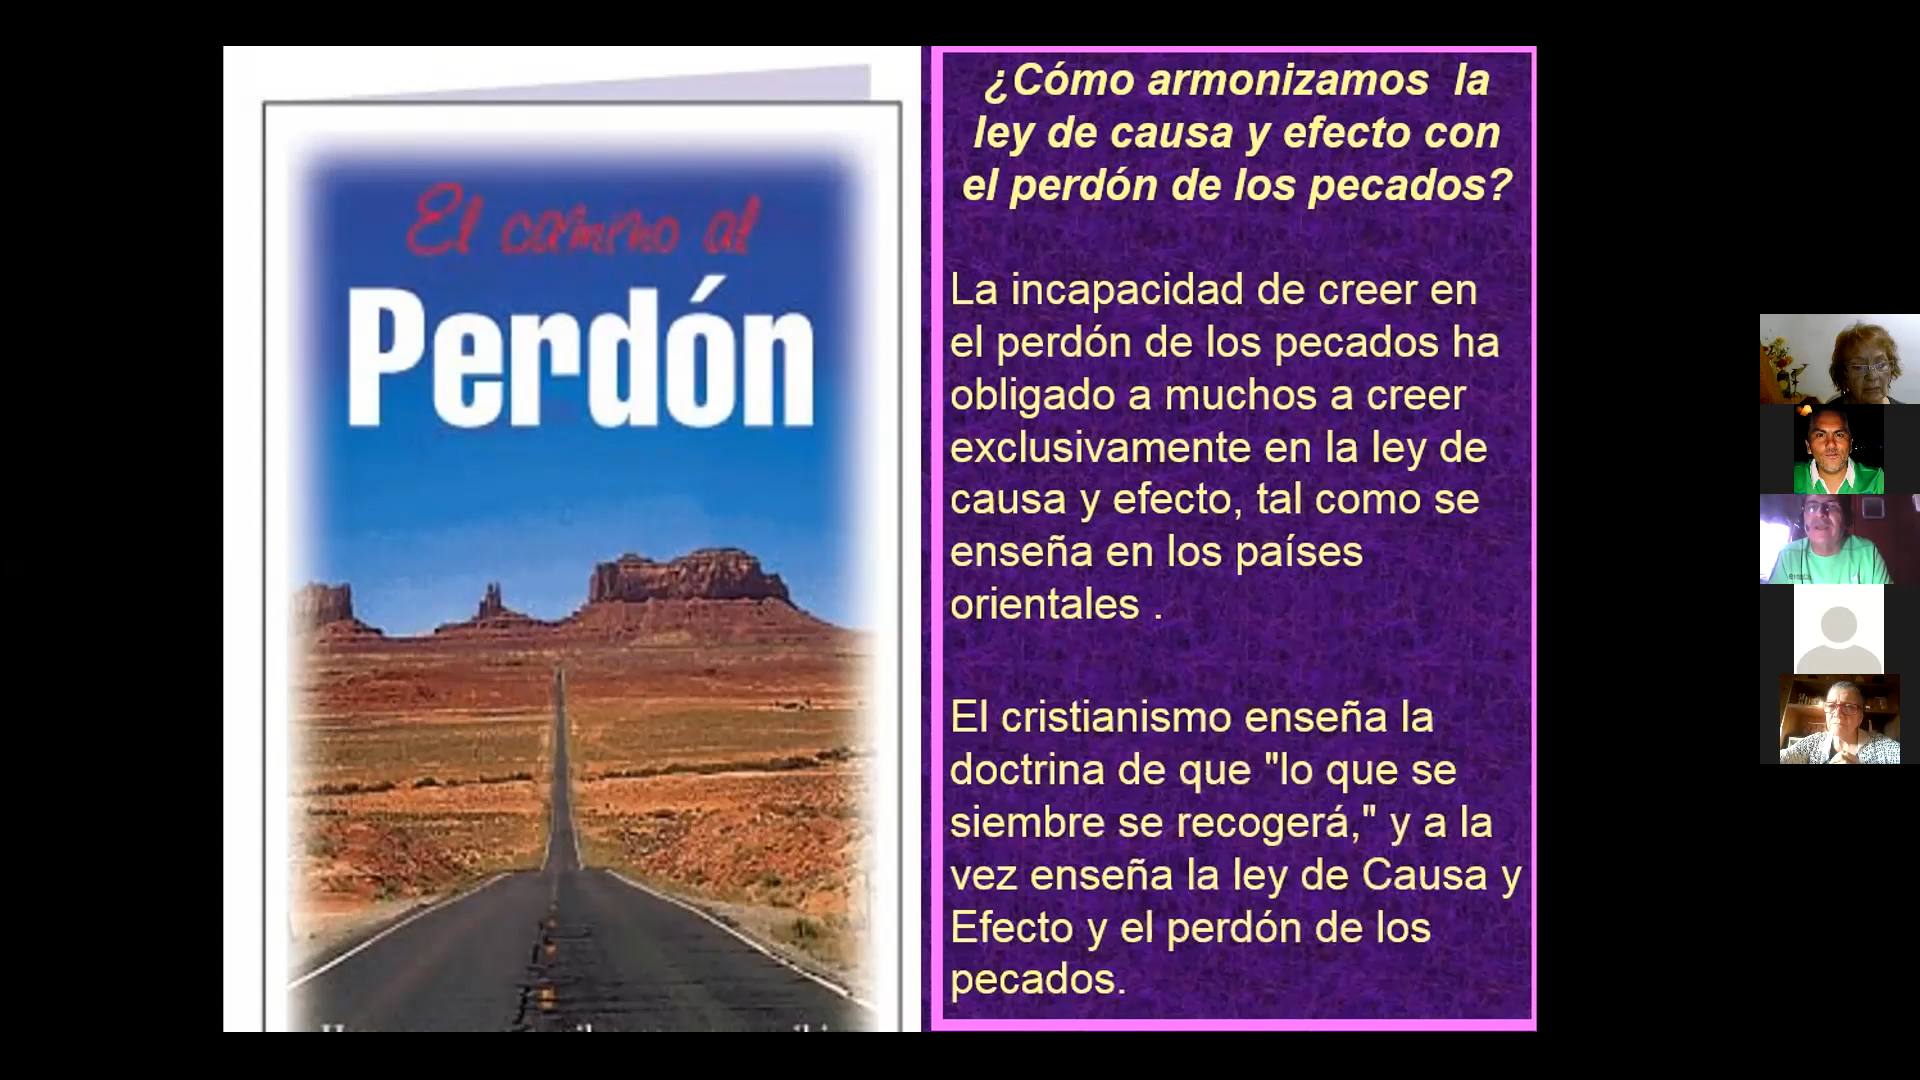 El camino al
Perdón
¿Cómo armonizamos la
ley de causa y efecto con
el perdón de los pecados?
La incapacidad de creer en
el perdón de los pecados ha
obligado a muchos a creer
exclusivamente en la ley de
causa y efecto, tal como se
enseña en los países
orientales .
El cristianismo enseña la
doctrina de que "lo que se
siembre se recogerá," y a la
vez enseña la ley de Causa y
Efecto y el perdón de los
pecados.